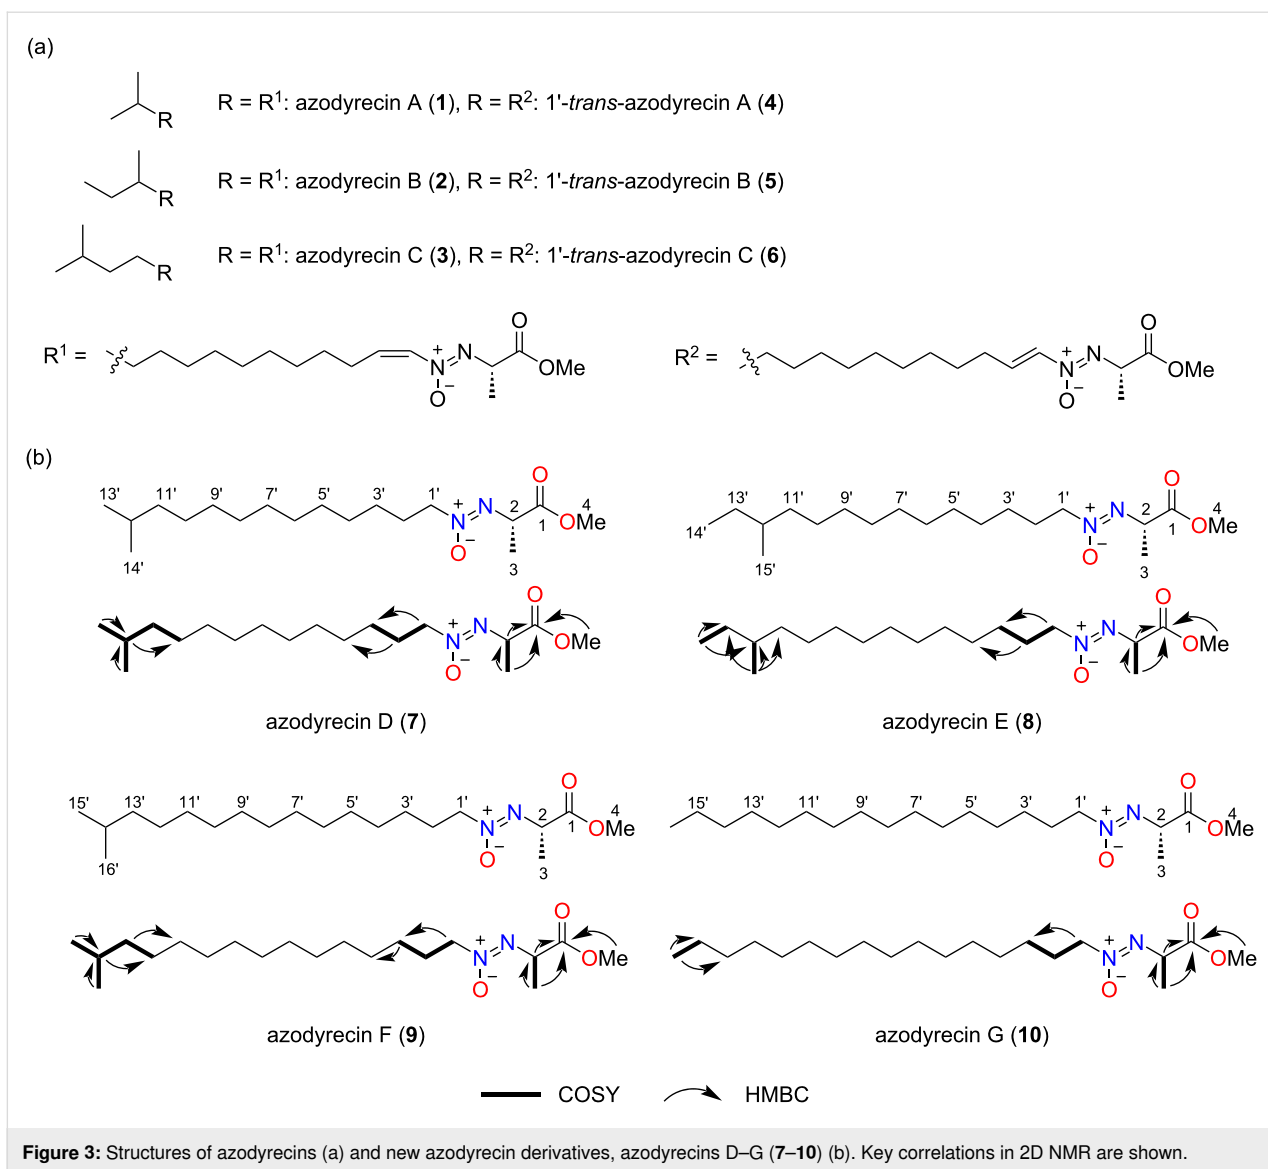 (a)
R
R = R¹: azodyrecin A (1), R = R²: 1'-trans-azodyrecin A (4)
R
R = R¹: azodyrecin B (2), R = R²: 1'-trans-azodyrecin B (5)
R
R = R¹: azodyrecin C (3), R = R²: 1'-trans-azodyrecin C (6)
R¹ = N + N O − O OMe
R² = N + N O − O OMe
(b)
13' 11' 9' 7' 5' 3' 1' N + N O − 2 O 1 4 OMe 3
14'
13' 11' 9' 7' 5' 3' 1' N + N O − 2 O 1 4 OMe 3
14'
15'
N + N O − O OMe
N + N O − O OMe
azodyrecin D (7)
azodyrecin E (8)
15' 13' 11' 9' 7' 5' 3' 1' N + N O − 2 O 1 4 OMe 3
16'
15' 13' 11' 9' 7' 5' 3' 1' N + N O − 2 O 1 4 OMe 3
N + N O − O OMe
N + N O − O OMe
azodyrecin F (9)
azodyrecin G (10)
COSY HMBC
Figure 3: Structures of azodyrecins (a) and new azodyrecin derivatives, azodyrecins D–G (7–10) (b). Key correlations in 2D NMR are shown.